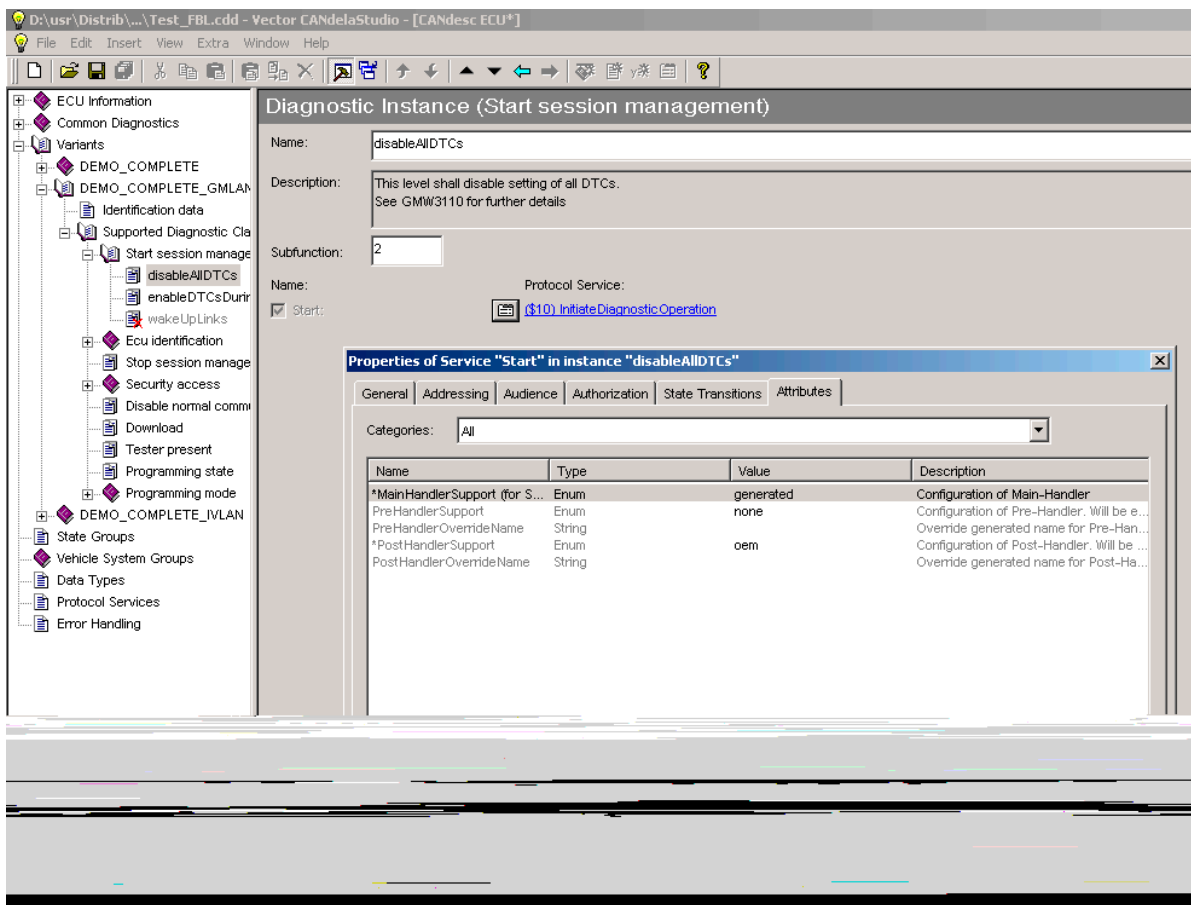 D:\usr\Distrib\...\Test_FBL.cdd - Vector CANdelaStudio - [CANdesc ECU*]
File Edit Insert View Extra Window Help
ECU Information
Common Diagnostics
Variants
DEMO_COMPLETE
DEMO_COMPLETE_GMLAN
Identification data
Supported Diagnostic Cla
Start session manage
disableAllDTCs
enableDTCsDurir
wakeUpLinks
Ecu identification
Stop session manage
Security access
Disable normal commu
Download
Tester present
Programming state
Programming mode
DEMO_COMPLETE_IVLAN
State Groups
Vehicle System Groups
Data Types
Protocol Services
Error Handling
Diagnostic Instance (Start session management)
Name: disableAllDTCs
Description: This level shall disable setting of all DTCs.
See GMW3110 for further details
Subfunction: 2
Name: Protocol Service:
Start: ($10) InitiateDiagnosticOperation
Properties of Service "Start" in instance "disableAllDTCs"
General Addressing Audience Authorization State Transitions Attributes
Categories: All
Name Type Value Description
*MainHandlerSupport (for S... Enum generated Configuration of Main-Handler
PreHandlerSupport Enum none Configuration of Pre-Handler. Will be e...
PreHandlerOverrideName String Override generated name for Pre-Han...
*PostHandlerSupport Enum oem Configuration of Post-Handler. Will be ...
PostHandlerOverrideName String Override generated name for Post-Ha...